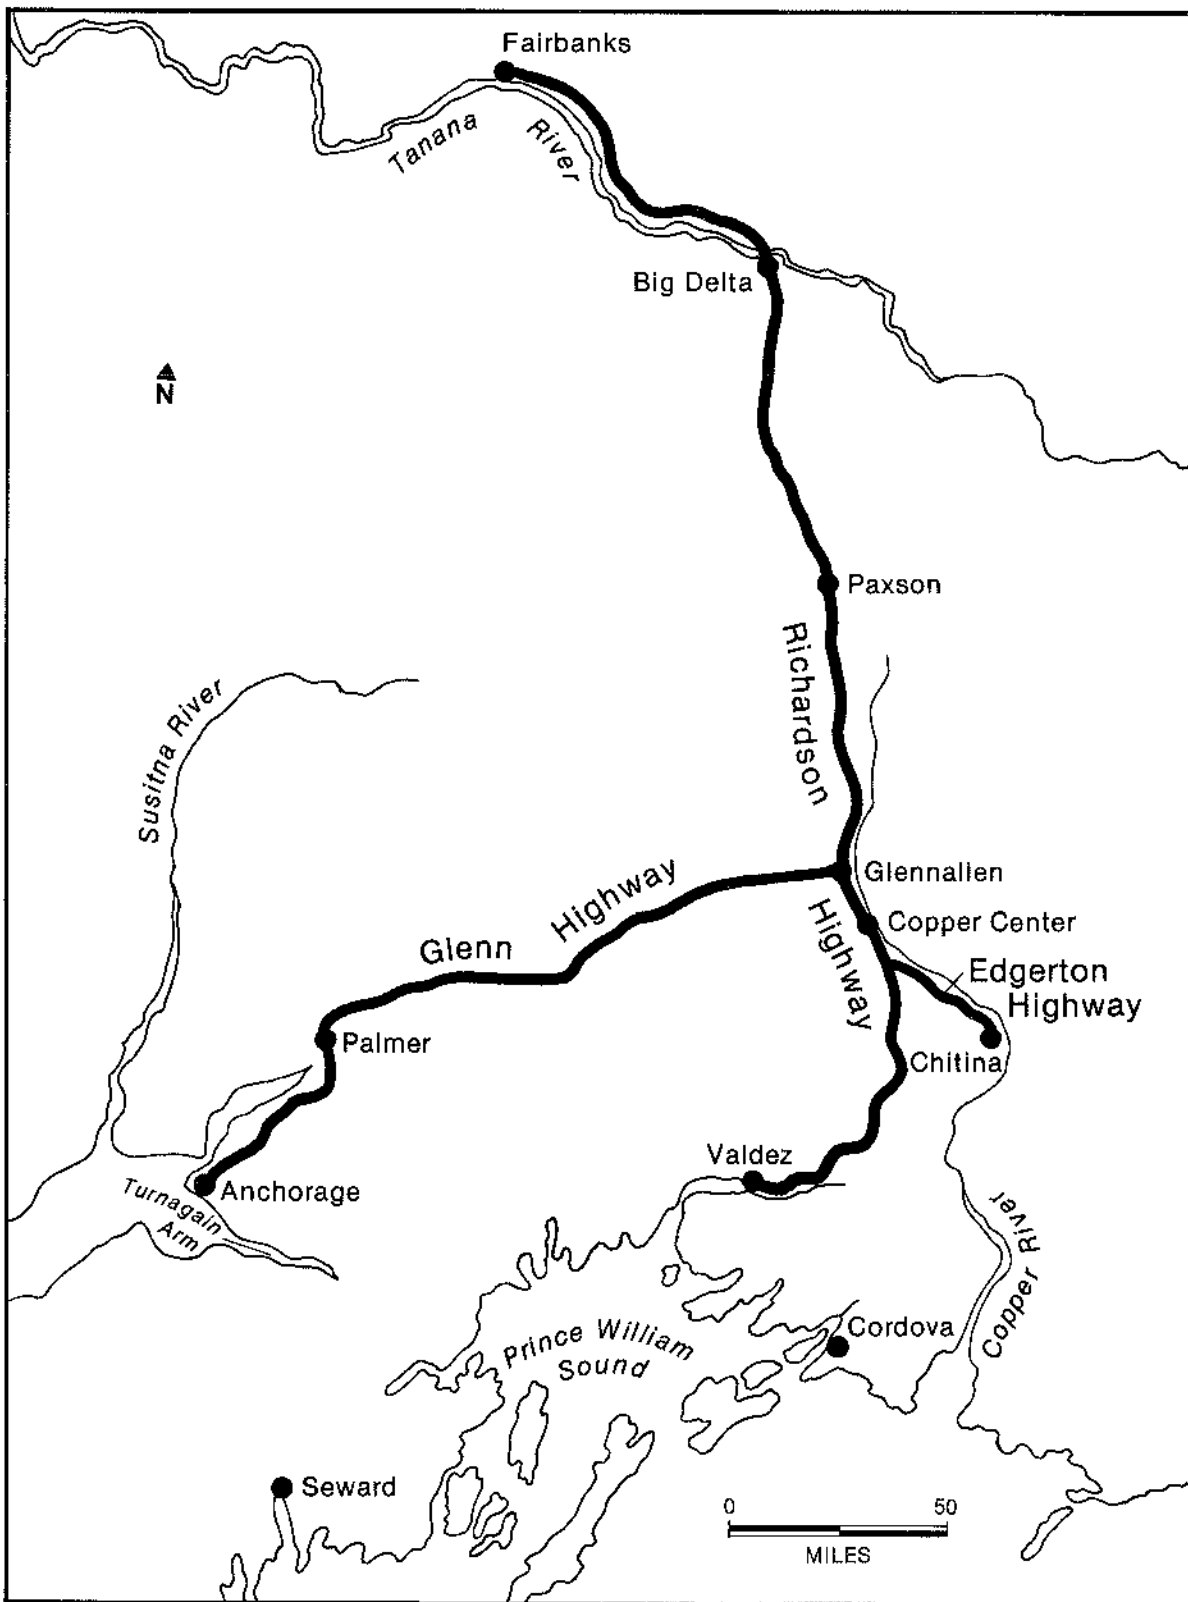 Fairbanks
Tanana
River
Big Delta
N
Paxson
Richardson
Susitna River
Glennallen
Highway
Copper Center
Highway
Glenn
Edgerton
Highway
Palmer
Chitina
Valdez
Anchorage
Turnagain
Arm
Copper River
Cordova
Prince William
Sound
Seward
0 50
MILES